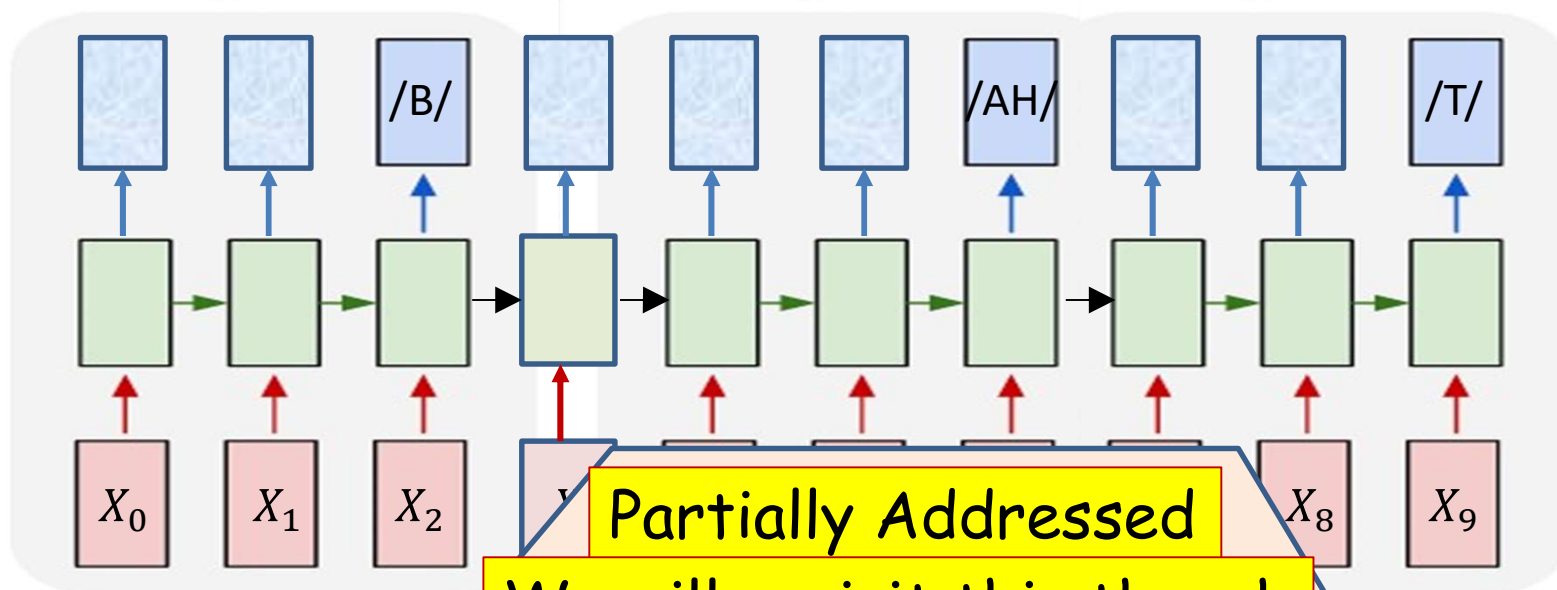 /B/ /AH/ /T/
X₀ X₁ X₂ X₈ X₉
Partially Addressed